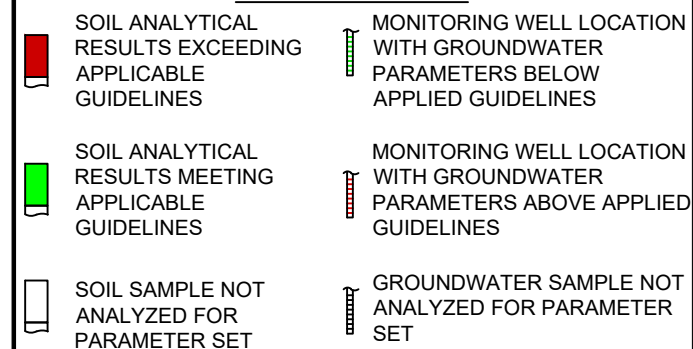 SOIL ANALYTICAL
RESULTS EXCEEDING
APPLICABLE
GUIDELINES
MONITORING WELL LOCATION
WITH GROUNDWATER
PARAMETERS BELOW
APPLIED GUIDELINES
SOIL ANALYTICAL
RESULTS MEETING
APPLICABLE
GUIDELINES
MONITORING WELL LOCATION
WITH GROUNDWATER
PARAMETERS ABOVE APPLIED
GUIDELINES
SOIL SAMPLE NOT
ANALYZED FOR
PARAMETER SET
GROUNDWATER SAMPLE NOT
ANALYZED FOR PARAMETER
SET